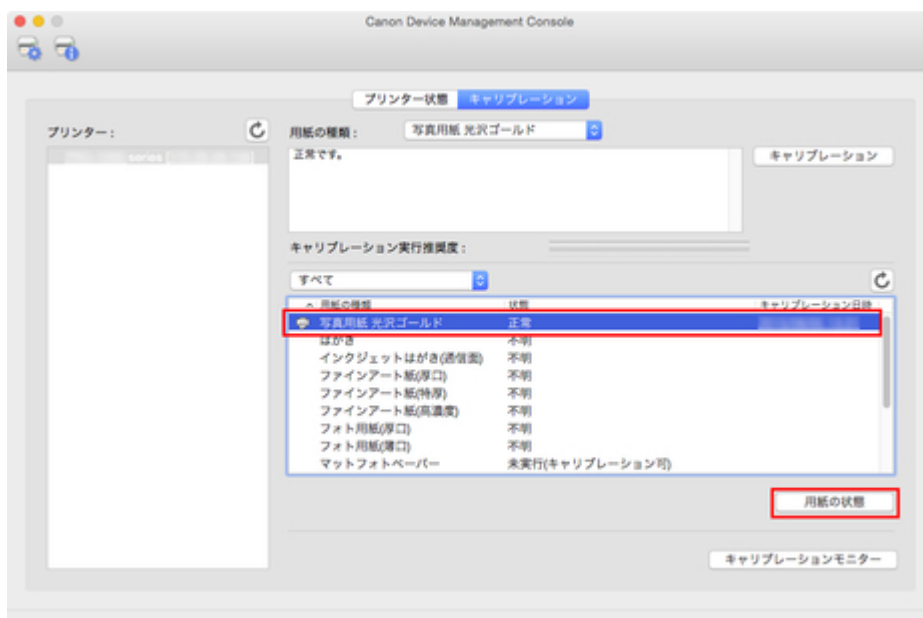 Canon Device Management Console
プリンター状態 キャリブレーション
プリンター：
series
用紙の種類： 写真用紙 光沢ゴールド
正常です。
キャリブレーション
キャリブレーション実行推奨度：
すべて
用紙の種類 状態 キャリブレーション日時
写真用紙 光沢ゴールド 正常
はがき 不明
インクジェットはがき(通信面) 不明
ファインアート紙(厚口) 不明
ファインアート紙(特厚) 不明
ファインアート紙(高濃度) 不明
フォト用紙(厚口) 不明
フォト用紙(薄口) 不明
マットフォトペーパー 未実行(キャリブレーション可)
用紙の状態
キャリブレーションモニター